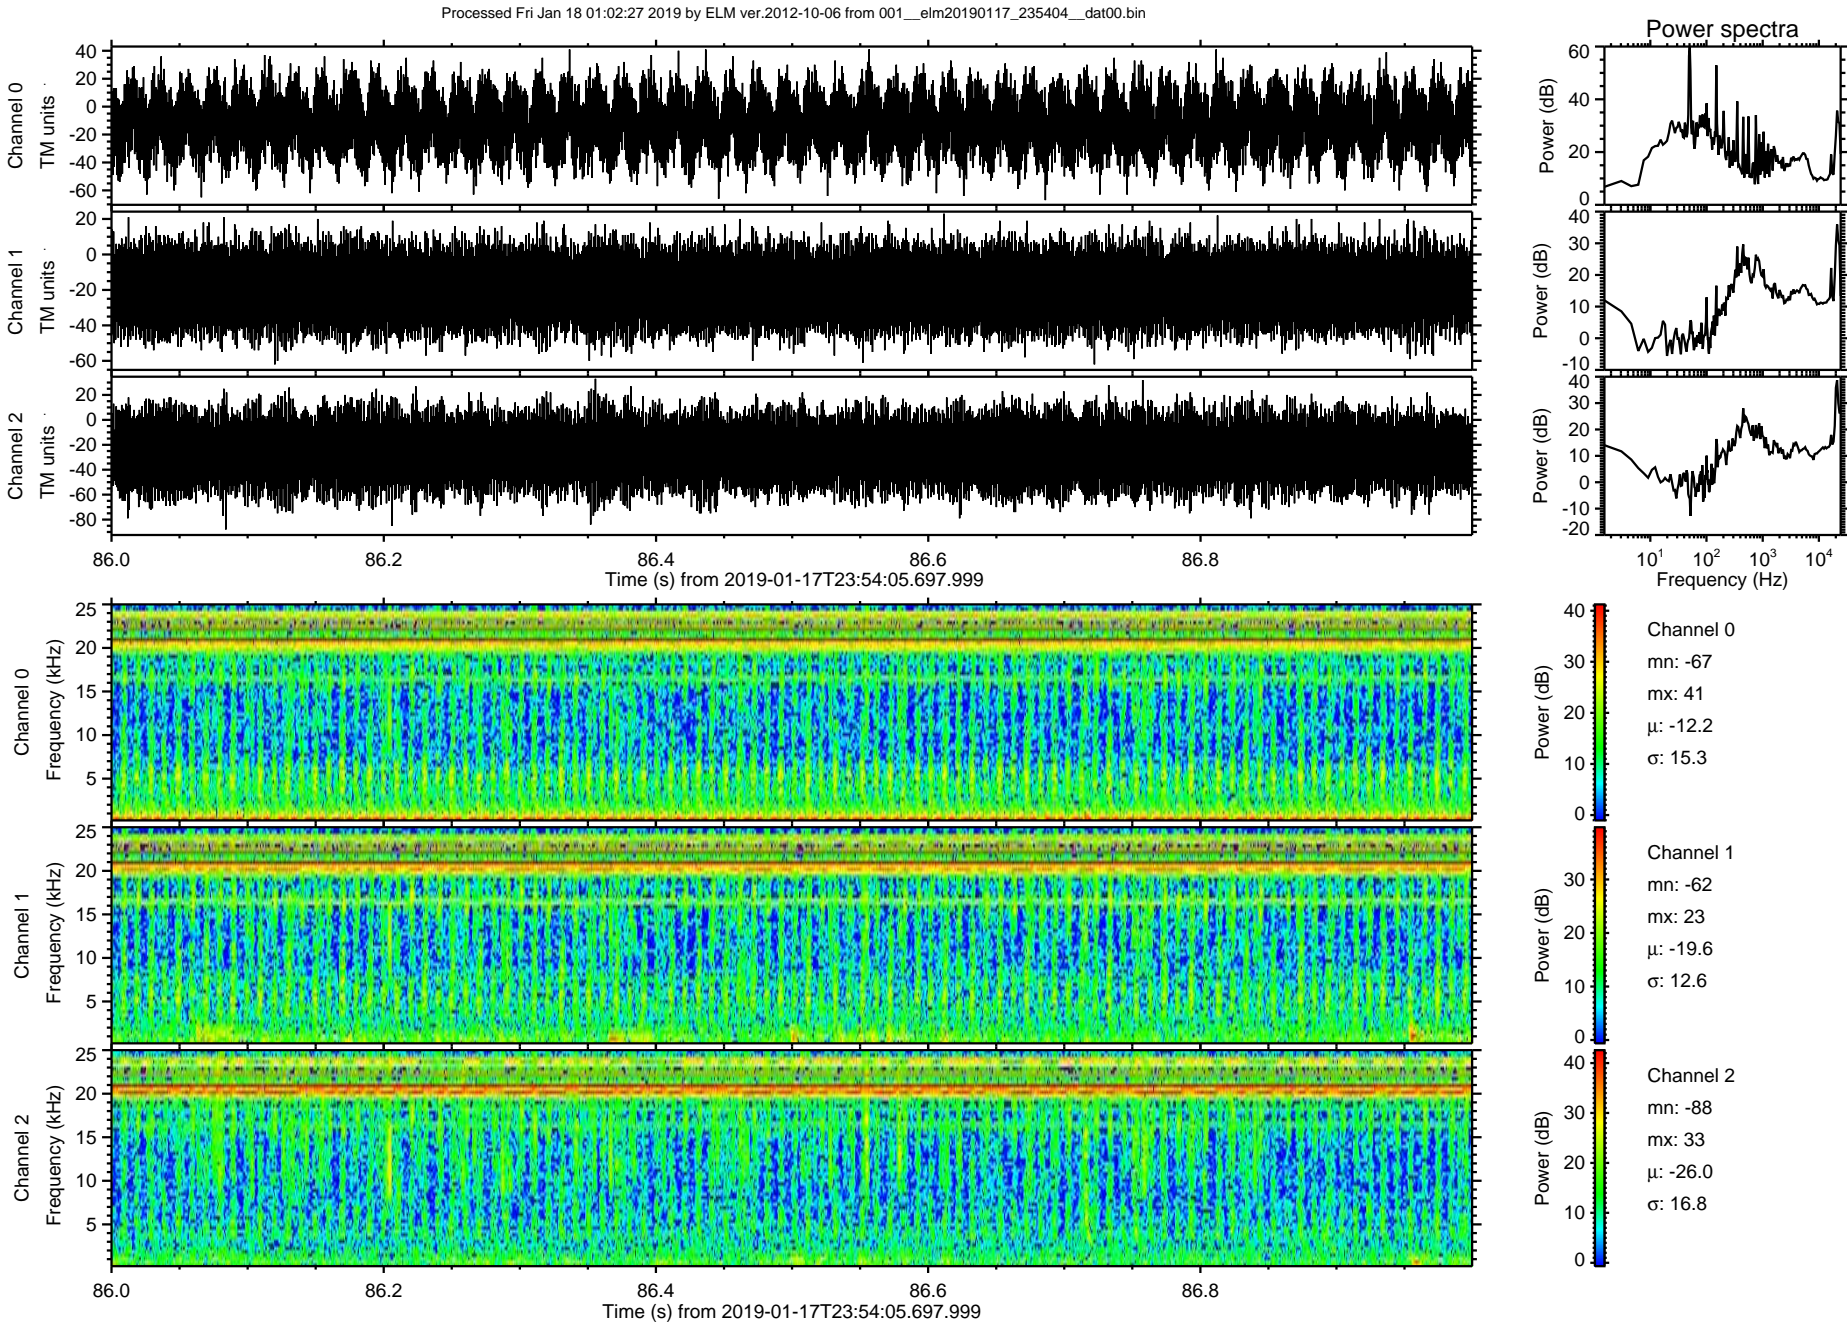 Processed Fri Jan 18 01:02:27 2019 by ELM ver.2012-10-06 from 001__elm20190117_235404__dat00.bin
Power spectra
Channel 0
TM units
40
20
0
-20
-40
-60
Power (dB)
60
40
20
0
Channel 1
TM units
20
0
-20
-40
-60
Power (dB)
40
30
20
10
0
-10
Channel 2
TM units
20
0
-20
-40
-60
-80
Power (dB)
40
30
20
10
0
-10
-20
86.0 86.2 86.4 86.6 86.8
Time (s) from 2019-01-17T23:54:05.697.999
10^1 10^2 10^3 10^4
Frequency (Hz)
Channel 0
Frequency (kHz)
25
20
15
10
5
Power (dB)
40
30
20
10
0
Channel 0
mn: -67
mx: 41
µ: -12.2
σ: 15.3
Channel 1
Frequency (kHz)
25
20
15
10
5
Power (dB)
30
20
10
0
Channel 1
mn: -62
mx: 23
µ: -19.6
σ: 12.6
Channel 2
Frequency (kHz)
25
20
15
10
5
Power (dB)
40
30
20
10
0
Channel 2
mn: -88
mx: 33
µ: -26.0
σ: 16.8
86.0 86.2 86.4 86.6 86.8
Time (s) from 2019-01-17T23:54:05.697.999